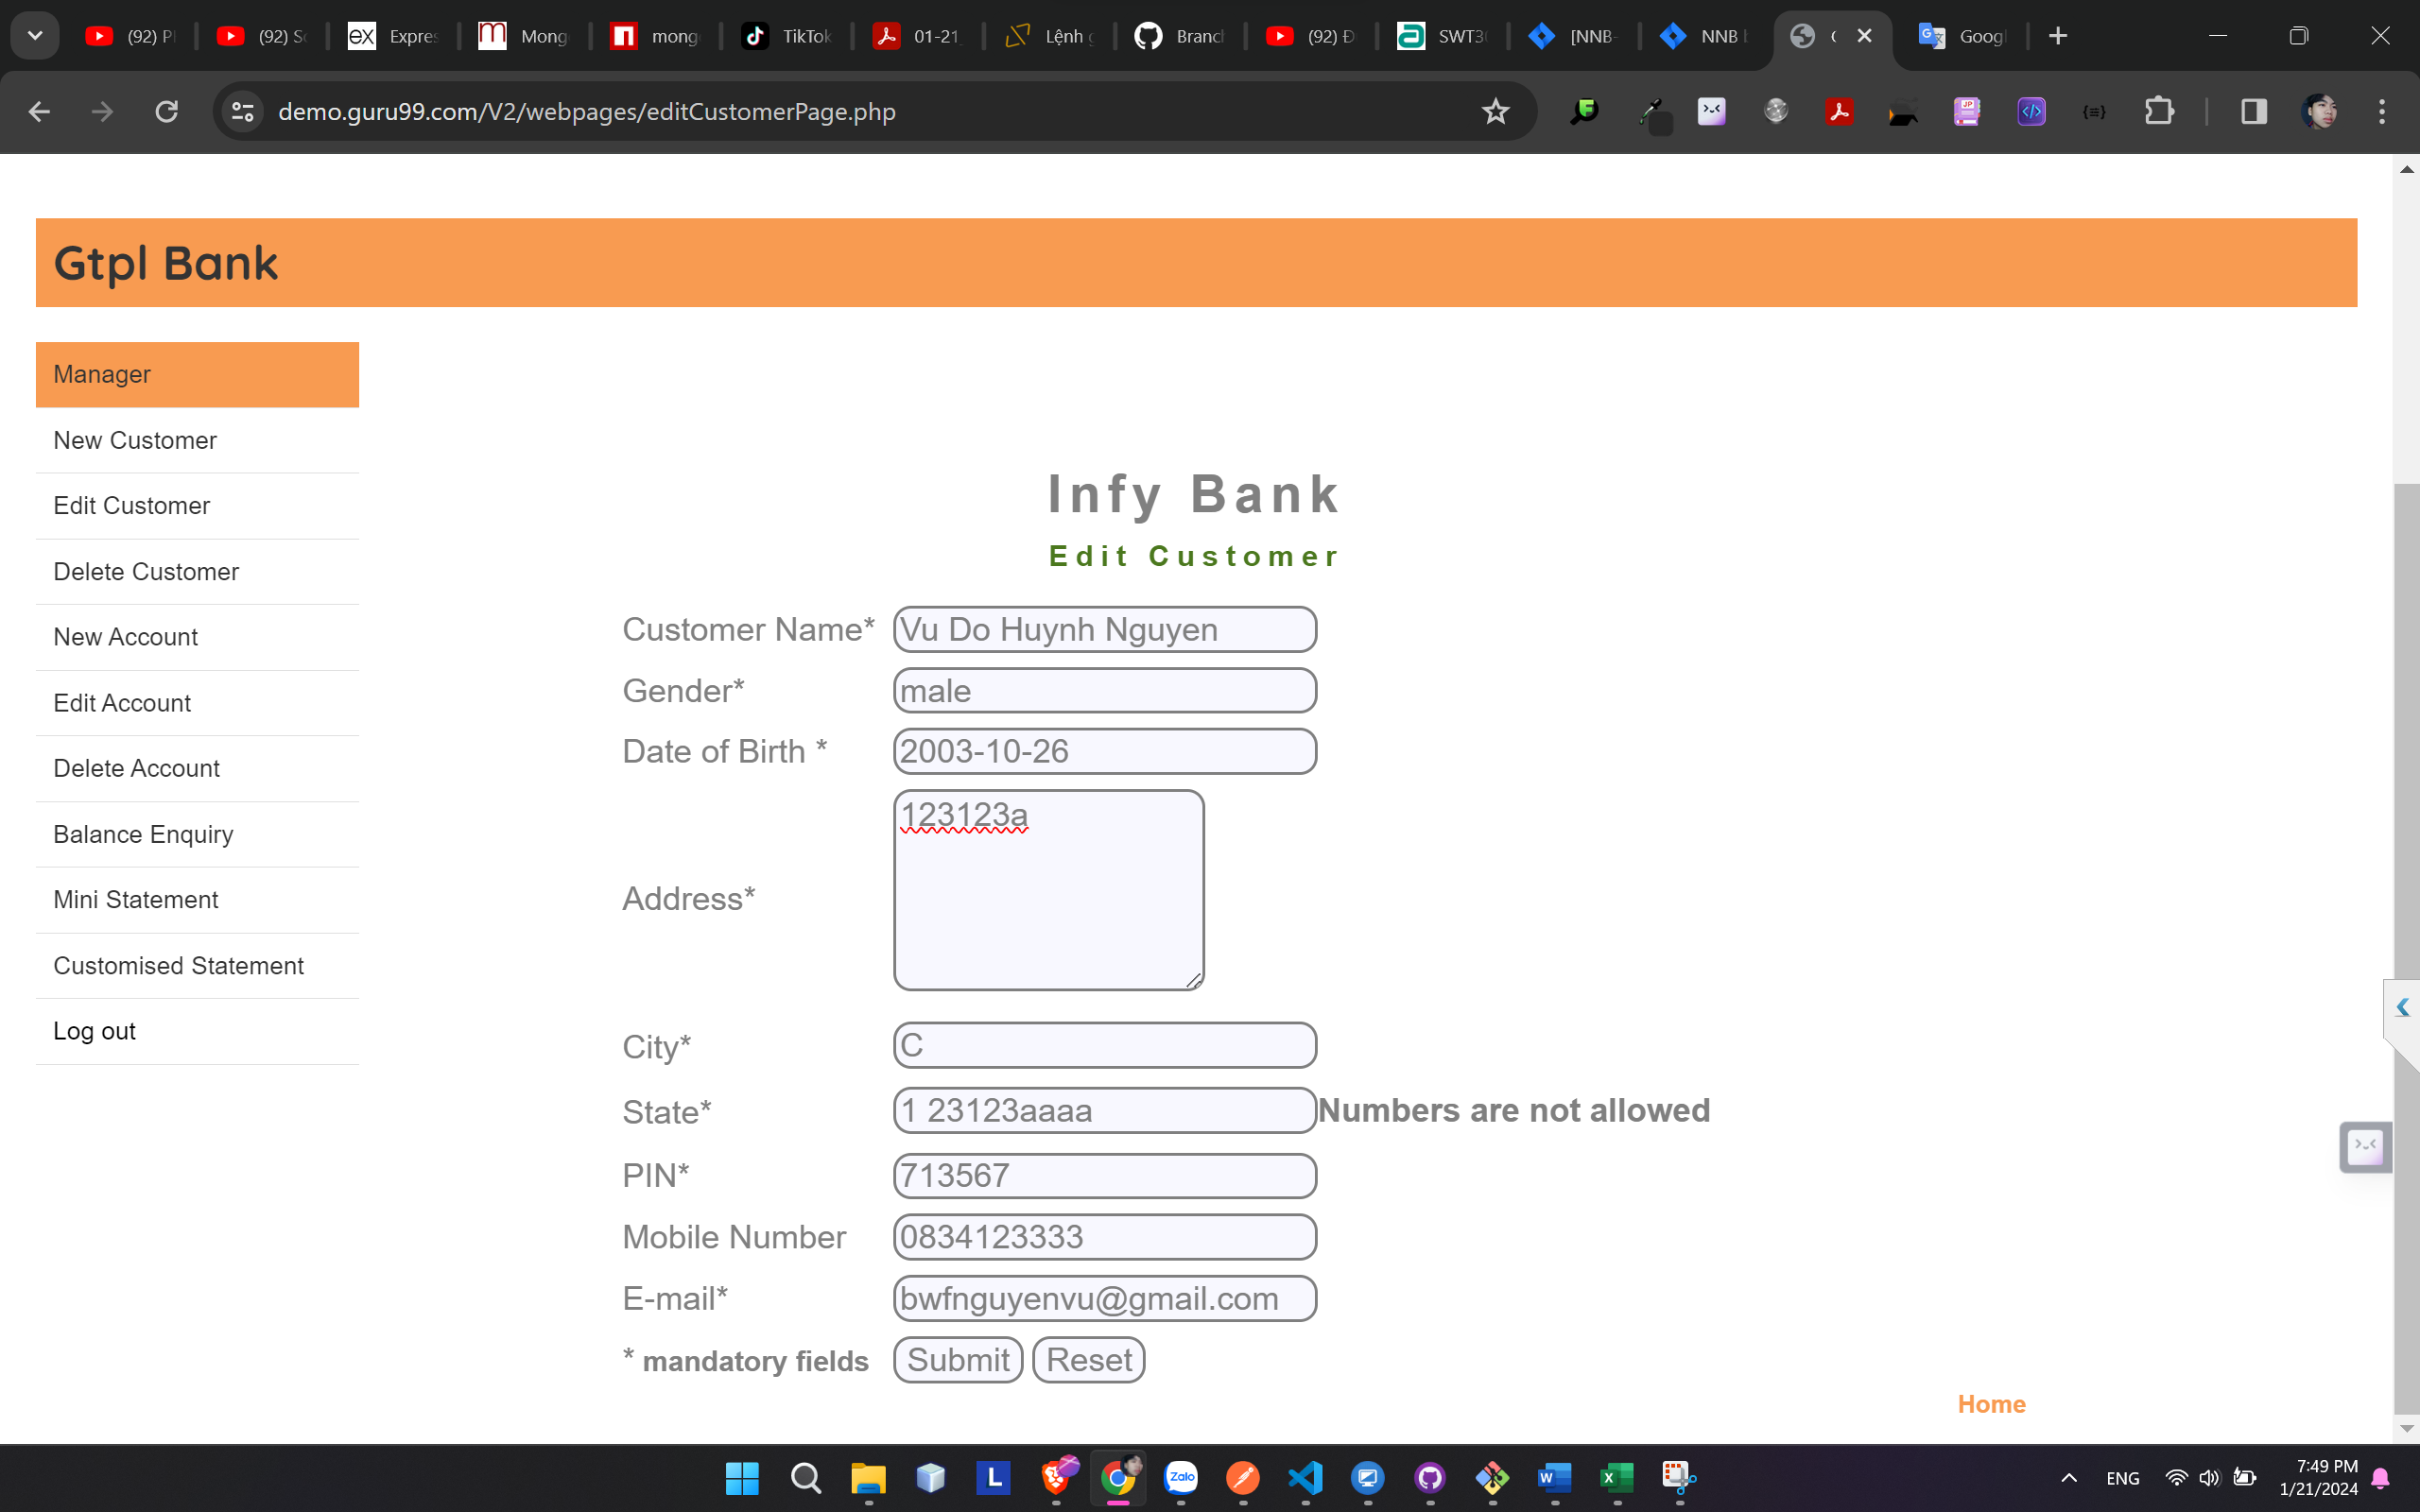 (92) P
(92) S
Expres
Mong
mong
TikTok
01-21
Lệnh
Branc
(92) Đ
SWT3
[NNB-
NNB
Goog
demo.guru99.com/V2/webpages/editCustomerPage.php
Gtpl Bank
Manager
New Customer
Edit Customer
Delete Customer
New Account
Edit Account
Delete Account
Balance Enquiry
Mini Statement
Customised Statement
Log out
Infy Bank
Edit Customer
Customer Name* Vu Do Huynh Nguyen
Gender* male
Date of Birth * 2003-10-26
Address* 123123a
City* C
State* 1 23123aaaa Numbers are not allowed
PIN* 713567
Mobile Number 0834123333
E-mail* bwfnguyenvu@gmail.com
* mandatory fields Submit Reset
Home
Zalo
ENG
7:49 PM
1/21/2024